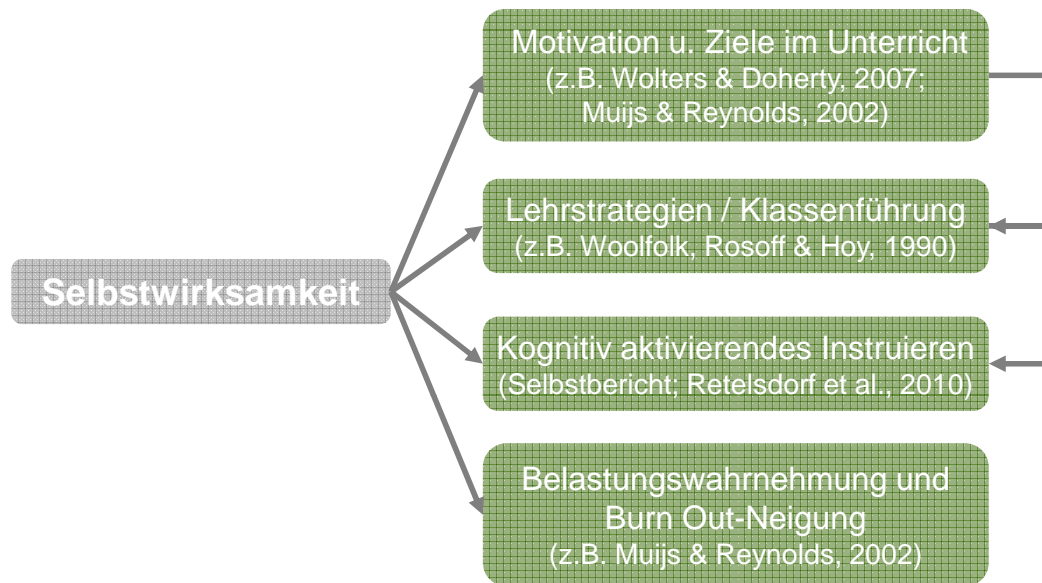 Motivation u. Ziele im Unterricht
(z.B. Wolters & Doherty, 2007;
Muijs & Reynolds, 2002)
Lehrstrategien / Klassenführung
(z.B. Woolfolk, Rosoff & Hoy, 1990)
Selbstwirksamkeit
Kognitiv aktivierendes Instruieren
(Selbstbericht; Retelsdorf et al., 2010)
Belastungswahrnehmung und
Burn Out-Neigung
(z.B. Muijs & Reynolds, 2002)